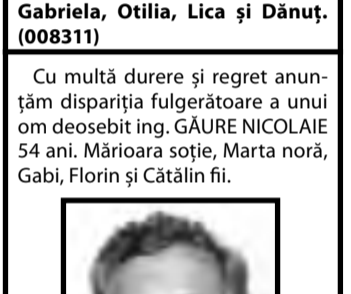 Gabriela, Otilia, Lica și Dănuț.
(008311)
Cu multă durere și regret anun-
țăm dispariția fulgerătoare a unui
om deosebit ing. GĂURE NICOLAIE
54 ani. Mărioara soție, Marta noră,
Gabi, Florin și Cătălin fii.